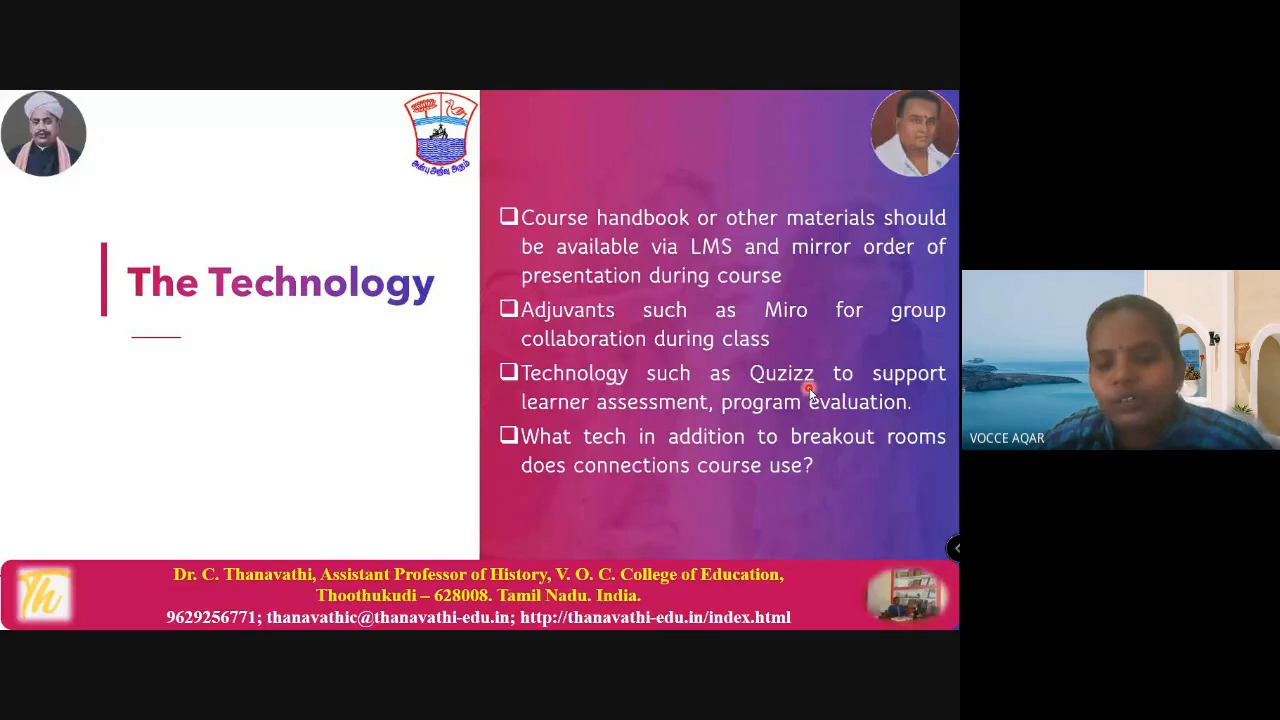 அன்பு அறிவு அருள்
The Technology
❑Course handbook or other materials should
be available via LMS and mirror order of
presentation during course
❑Adjuvants such as Miro for group
collaboration during class
❑Technology such as Quzizz to support
learner assessment, program evaluation.
❑What tech in addition to breakout rooms
does connections course use?
VOCCE AQAR
Th
Dr. C. Thanavathi, Assistant Professor of History, V. O. C. College of Education,
Thoothukudi – 628008. Tamil Nadu. India.
9629256771; thanavathic@thanavathi-edu.in; http://thanavathi-edu.in/index.html